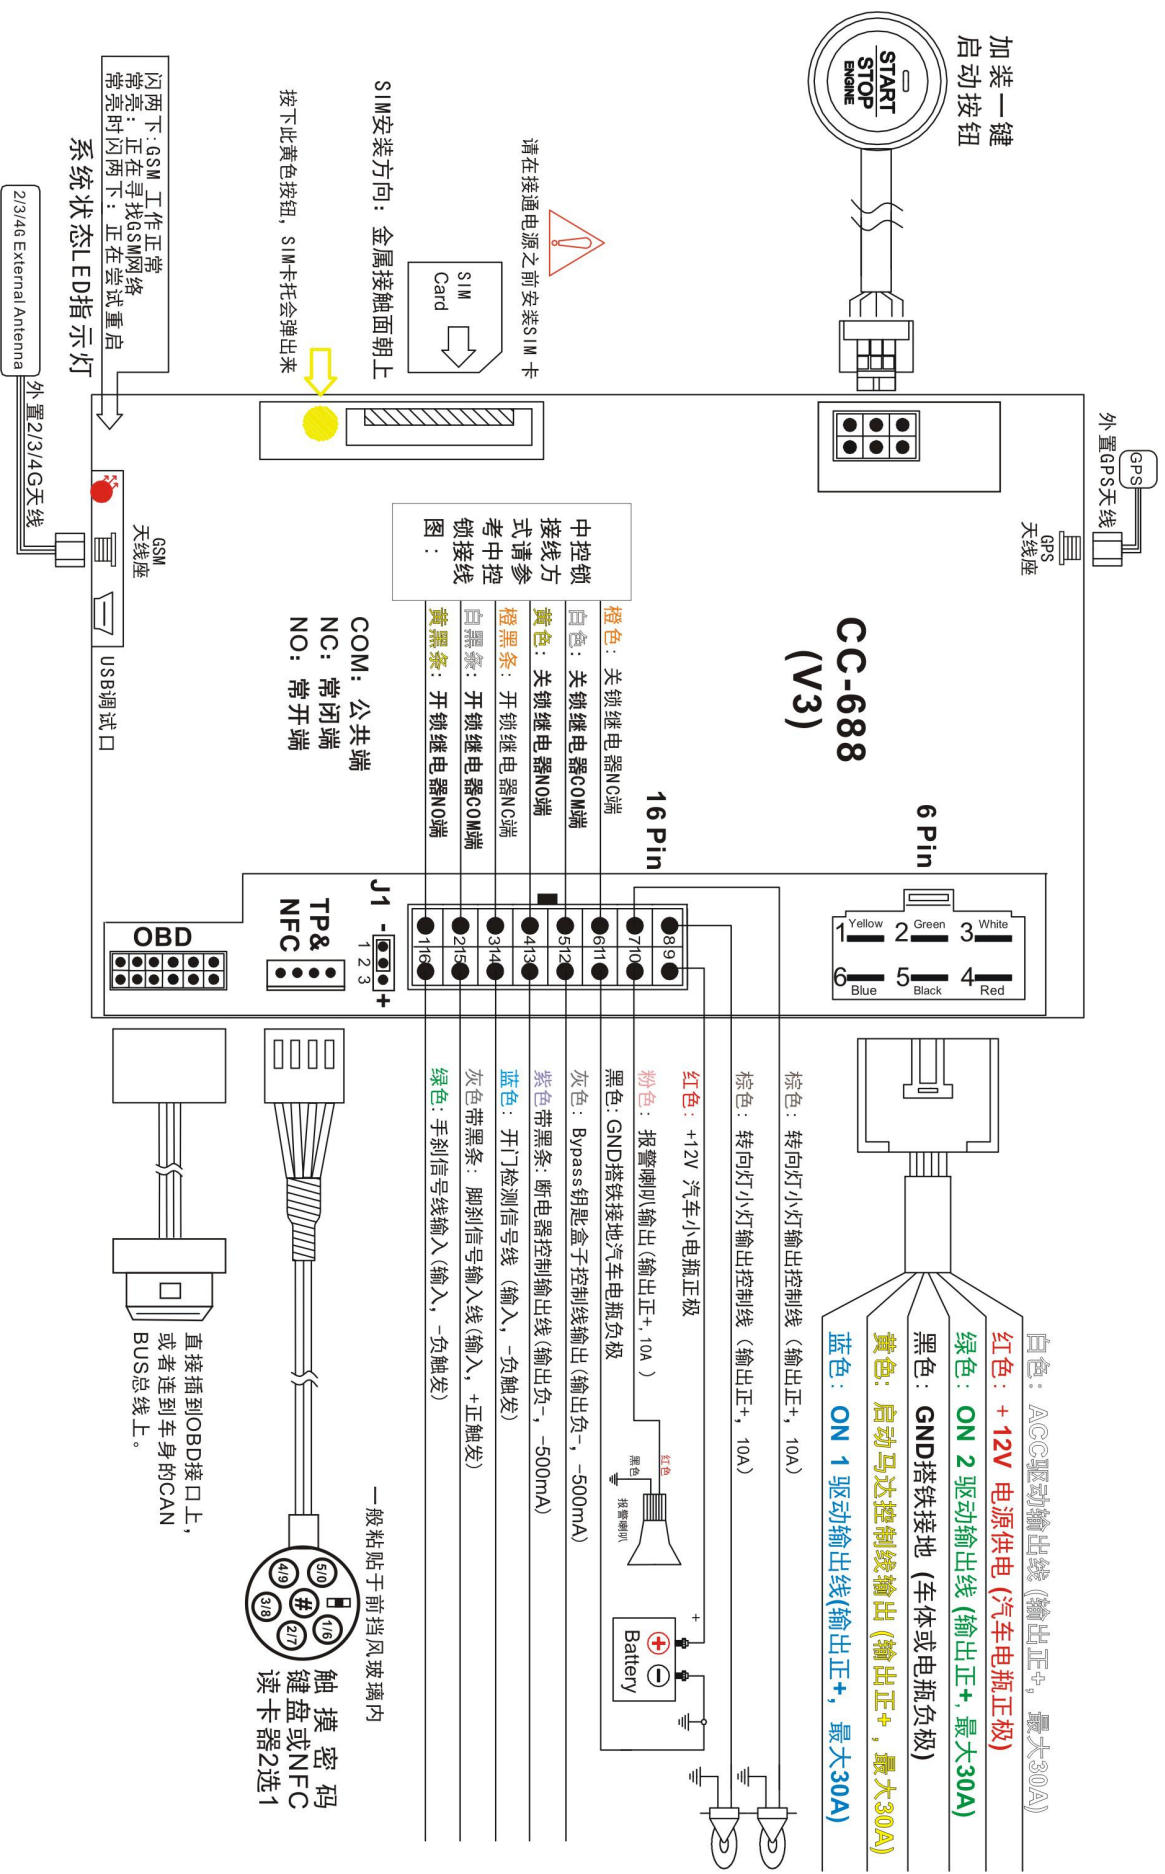 加装一键
启动按钮
START
STOP
ENGINE
GPS
外置GPS天线
GPS
天线座
请在接通电源之前安装SIM卡
SIM
Card
SIM安装方向：金属接触面朝上
按下此黄色按钮，SIM卡托会弹出来
闪两下:GSM 工作正常
常亮：正在寻找GSM网络
常亮时闪两下：正在尝试重启
系统状态LED指示灯
2/3/4G External Antenna
外置2/3/4G天线
GSM
天线座
USB调试口
CC-688
(V3)
中控锁
接线方
式请参
考中控
锁接线
图：
橙色：关锁继电器NC端
白色：关锁继电器COM端
黄色：关锁继电器NO端
橙黑条：开锁继电器NC端
白黑条：开锁继电器COM端
黄黑条：开锁继电器NO端
COM：公共端
NC：常闭端
NO：常开端
6 Pin
1 Yellow
2 Green
3 White
6 Blue
5 Black
4 Red
16 Pin
8 9
7 10
6 11
5 12
4 13
3 14
2 15
1 16
J1
-
1 2 3
+
TP&
NFC
OBD
白色：ACC驱动输出线 (输出正+，最大30A)
红色：+ 12V 电源供电 (汽车电瓶正极)
绿色：ON 2 驱动输出线 (输出正+, 最大30A)
黑色：GND搭铁接地 (车体或电瓶负极)
黄色: 启动马达控制线输出 (输出正+，最大30A)
蓝色：ON 1 驱动输出线(输出正+，最大30A)
棕色：转向灯小灯输出控制线（输出正+，10A）
棕色：转向灯小灯输出控制线（输出正+，10A）
红色：+12V 汽车小电瓶正极
粉色：报警喇叭输出(输出正+, 10A )
黑色: GND搭铁接地汽车电瓶负极
灰色：Bypass钥匙盒子控制线输出(输出负-，-500mA)
紫色带黑条: 断电器控制输出线(输出负-，-500mA)
蓝色：开门检测信号线（输入，-负触发)
灰色带黑条：脚刹信号输入线(输入，+正触发)
绿色: 手刹信号线输入(输入，-负触发)
红色
黑色
报警喇叭
+
Battery
直接插到OBD接口上，
或者连到车身的CAN
BUS总线上。
一般粘贴于前挡风玻璃内
5/0
4/9
#
1/6
3/8
2/7
触摸密码
键盘或NFC
读卡器2选1